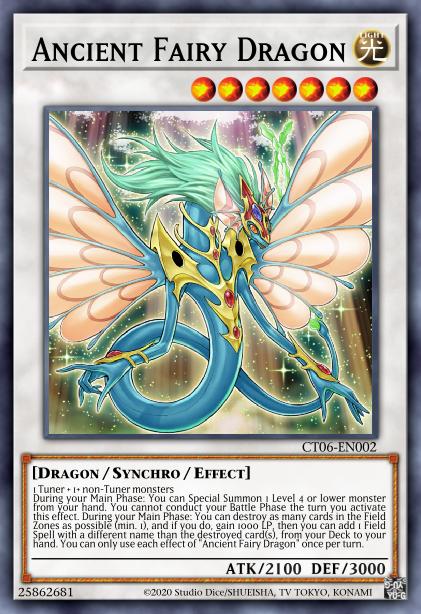 ANCIENT FAIRY DRAGON
LIGHT
光
CT06-EN002
[DRAGON / SYNCHRO / EFFECT]
1 Tuner + 1+ non-Tuner monsters
During your Main Phase: You can Special Summon 1 Level 4 or lower monster
from your hand. You cannot conduct your Battle Phase the turn you activate
this effect. During your Main Phase: You can destroy as many cards in the Field
Zones as possible (min. 1), and if you do, gain 1000 LP, then you can add 1 Field
Spell with a different name than the destroyed card(s), from your Deck to your
hand. You can only use each effect of "Ancient Fairy Dragon" once per turn.
ATK/2100 DEF/3000
25862681
©2020 Studio Dice/SHUEISHA, TV TOKYO, KONAMI